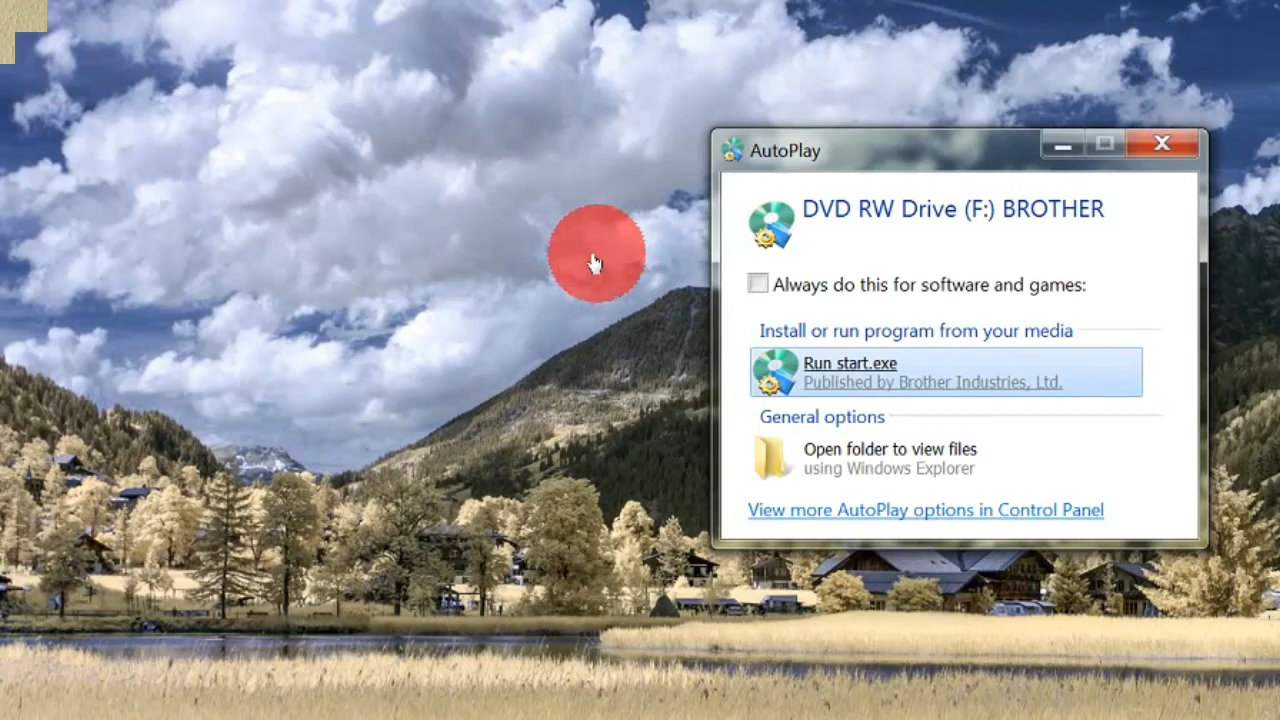 AutoPlay
DVD RW Drive (F:) BROTHER
Always do this for software and games:
Install or run program from your media
Run start.exe
Published by Brother Industries, Ltd.
General options
Open folder to view files
using Windows Explorer
View more AutoPlay options in Control Panel